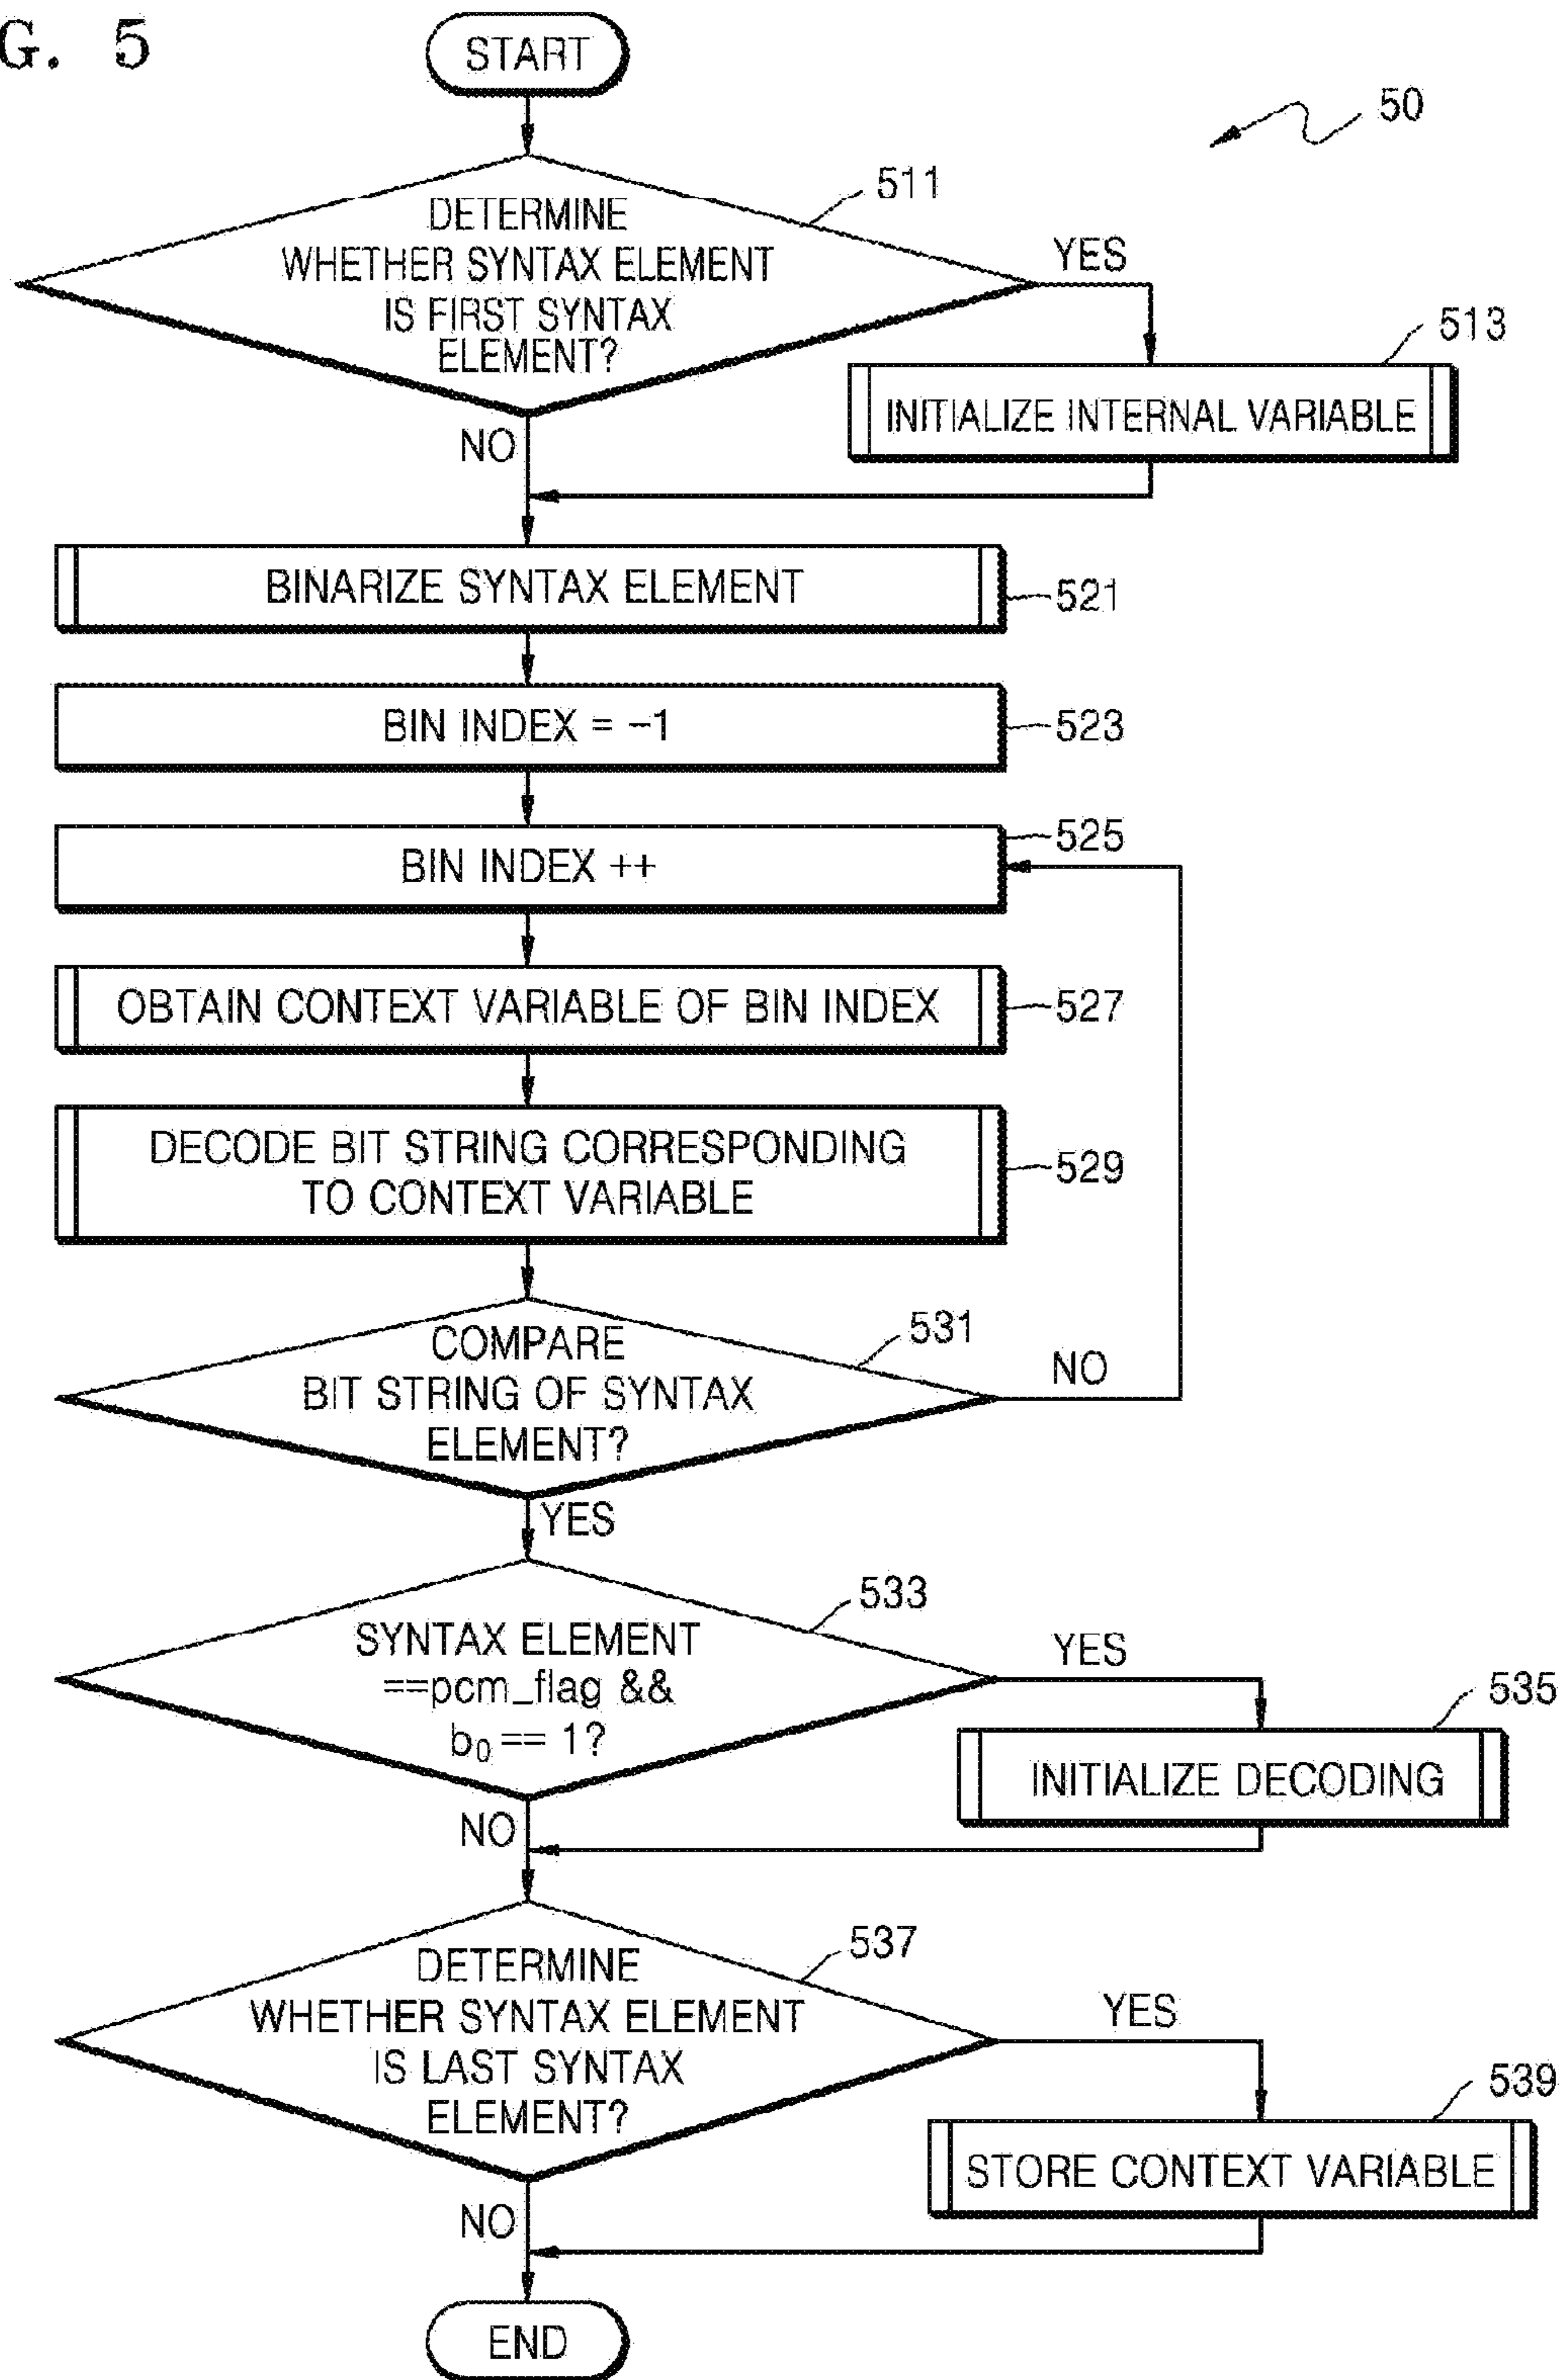 G. 5
START
50
511
DETERMINE
WHETHER SYNTAX ELEMENT
IS FIRST SYNTAX
ELEMENT?
YES
513
INITIALIZE INTERNAL VARIABLE
NO
BINARIZE SYNTAX ELEMENT
521
BIN INDEX = −1
523
BIN INDEX ++
525
OBTAIN CONTEXT VARIABLE OF BIN INDEX
527
DECODE BIT STRING CORRESPONDING
TO CONTEXT VARIABLE
529
531
COMPARE
BIT STRING OF SYNTAX
ELEMENT?
NO
YES
533
SYNTAX ELEMENT
==pcm_flag &&
b₀ == 1?
YES
535
INITIALIZE DECODING
NO
537
DETERMINE
WHETHER SYNTAX ELEMENT
IS LAST SYNTAX
ELEMENT?
YES
539
STORE CONTEXT VARIABLE
NO
END